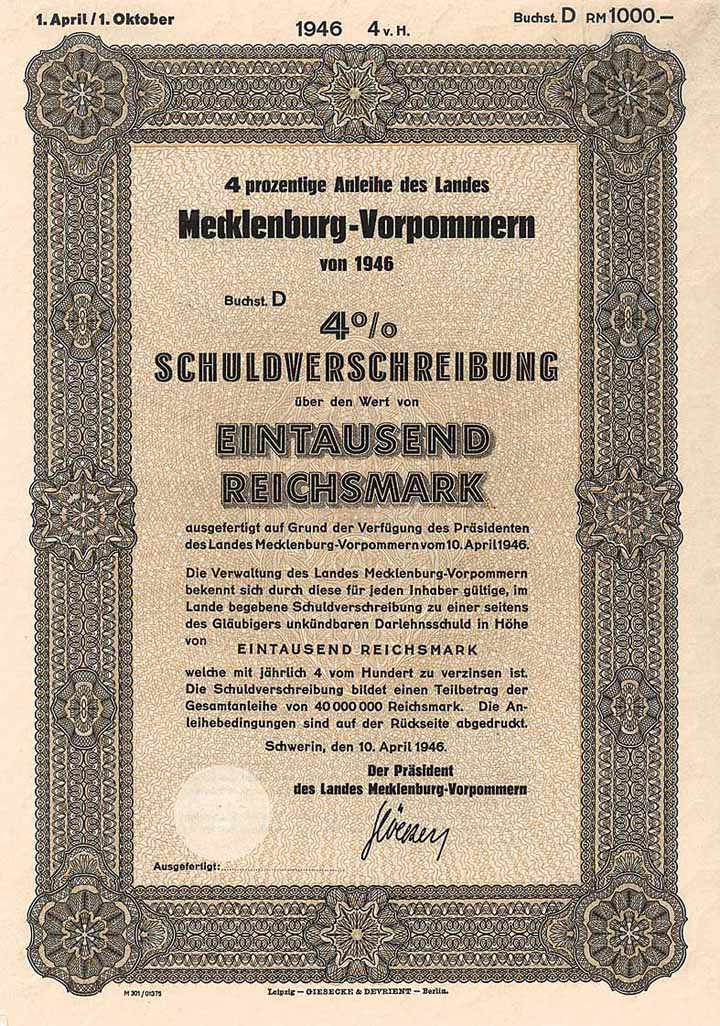 1. April / 1. Oktober
1946 4 v. H.
Buchst. D RM 1000.—
4 prozentige Anleihe des Landes
Mecklenburg-Vorpommern
von 1946
Buchst. D
4%
SCHULDVERSCHREIBUNG
über den Wert von
EINTAUSEND
REICHSMARK
ausgefertigt auf Grund der Verfügung des Präsidenten
des Landes Mecklenburg-Vorpommern vom 10. April 1946.
Die Verwaltung des Landes Mecklenburg-Vorpommern
bekennt sich durch diese für jeden Inhaber gültige, im
Lande begebene Schuldverschreibung zu einer seitens
des Gläubigers unkündbaren Darlehnsschuld in Höhe
von
EINTAUSEND REICHSMARK
welche mit jährlich 4 vom Hundert zu verzinsen ist.
Die Schuldverschreibung bildet einen Teilbetrag der
Gesamtanleihe von 40 000 000 Reichsmark. Die An-
leihebedingungen sind auf der Rückseite abgedruckt.
Schwerin, den 10. April 1946.
Der Präsident
des Landes Mecklenburg-Vorpommern
Ausgefertigt:
M 301 / 01375
Leipzig — GIESECKE & DEVRIENT — Berlin.